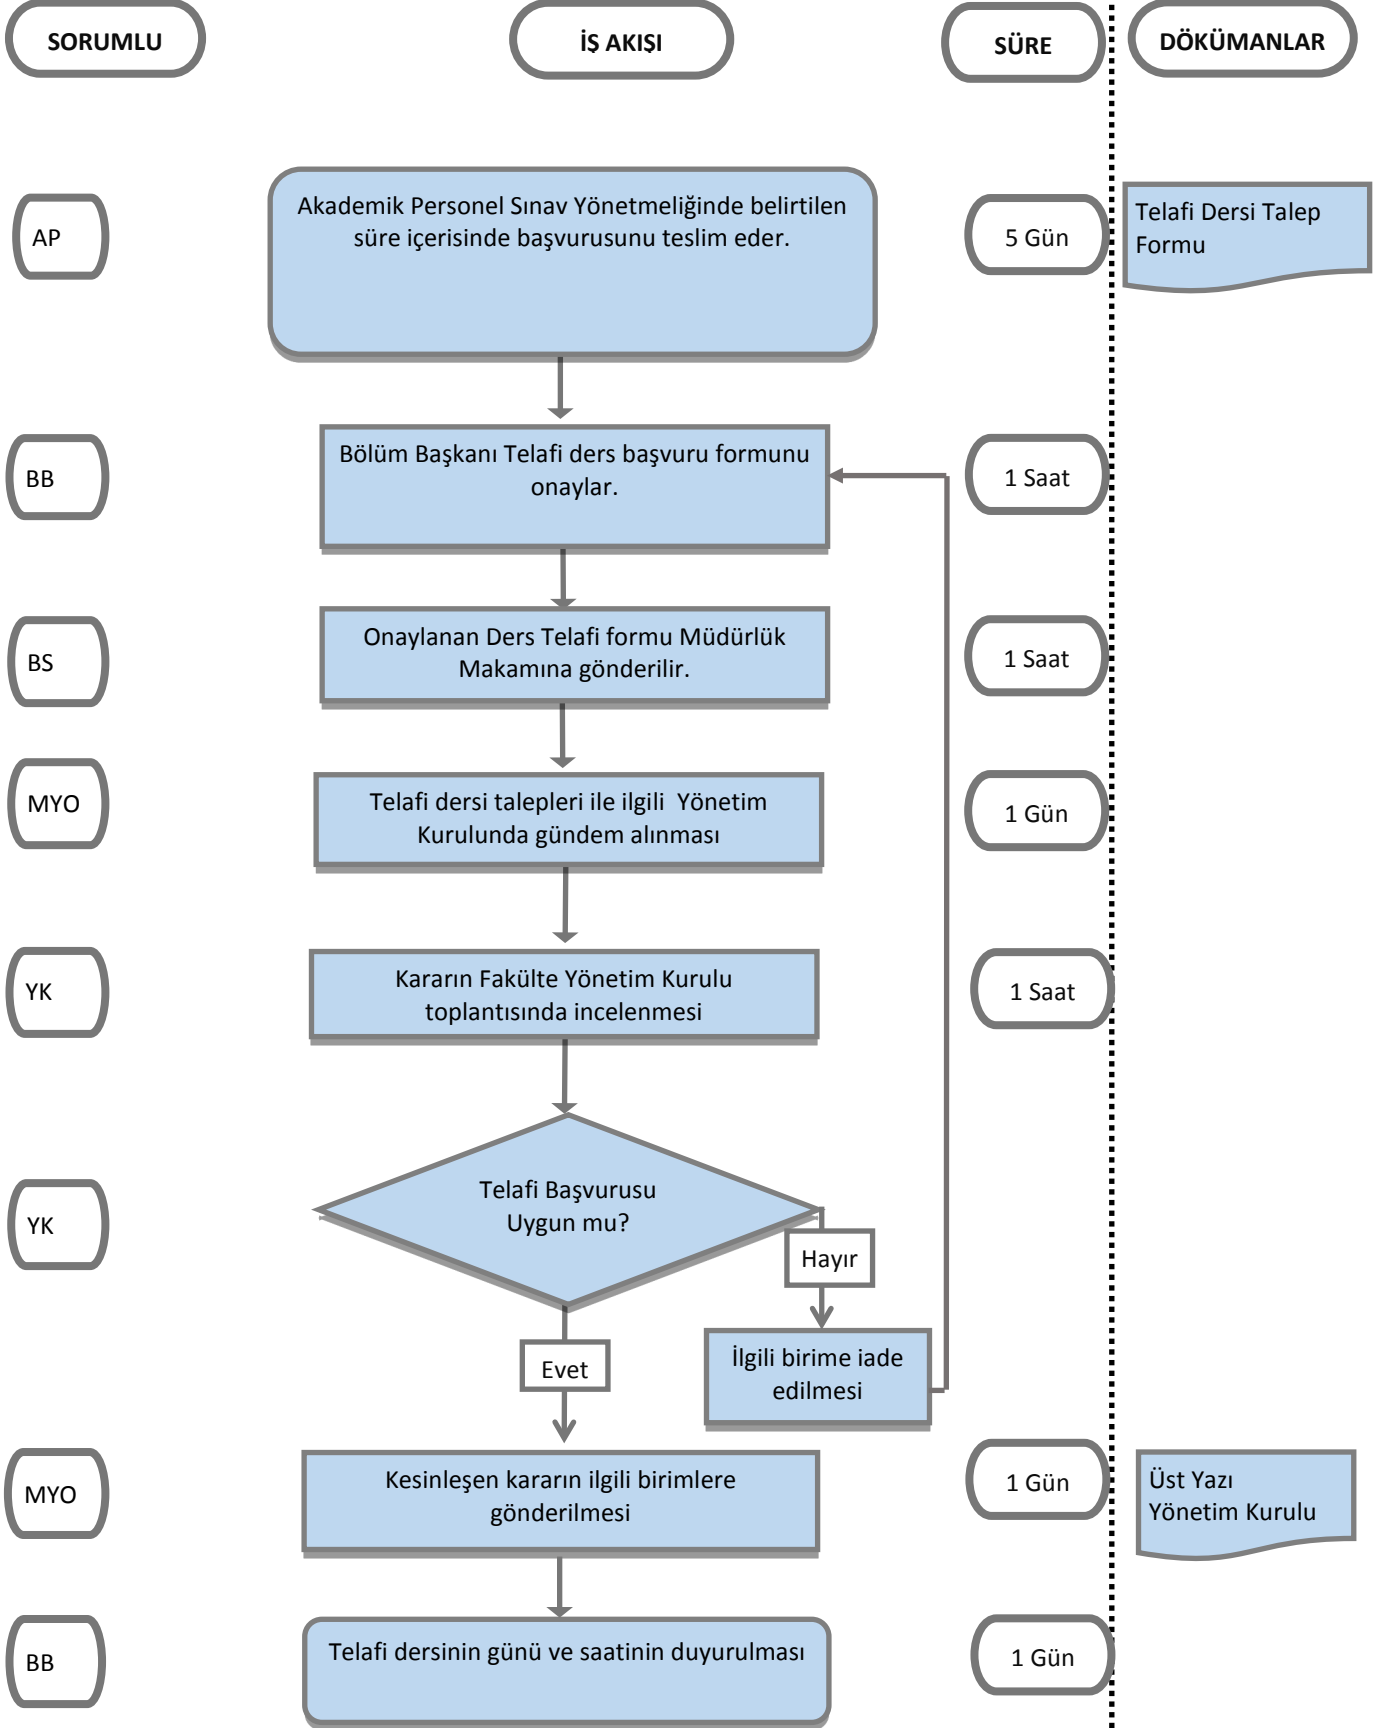 SORUMLU
İŞ AKIŞI
SÜRE
DÖKÜMANLAR
AP
Akademik Personel Sınav Yönetmeliğinde belirtilen
süre içerisinde başvurusunu teslim eder.
5 Gün
Telafi Dersi Talep
Formu
BB
Bölüm Başkanı Telafi ders başvuru formunu
onaylar.
1 Saat
BS
Onaylanan Ders Telafi formu Müdürlük
Makamına gönderilir.
1 Saat
MYO
Telafi dersi talepleri ile ilgili  Yönetim
Kurulunda gündem alınması
1 Gün
YK
Kararın Fakülte Yönetim Kurulu
toplantısında incelenmesi
1 Saat
YK
Telafi Başvurusu
Uygun mu?
Hayır
İlgili birime iade
edilmesi
Evet
MYO
Kesinleşen kararın ilgili birimlere
gönderilmesi
1 Gün
Üst Yazı
Yönetim Kurulu
BB
Telafi dersinin günü ve saatinin duyurulması
1 Gün